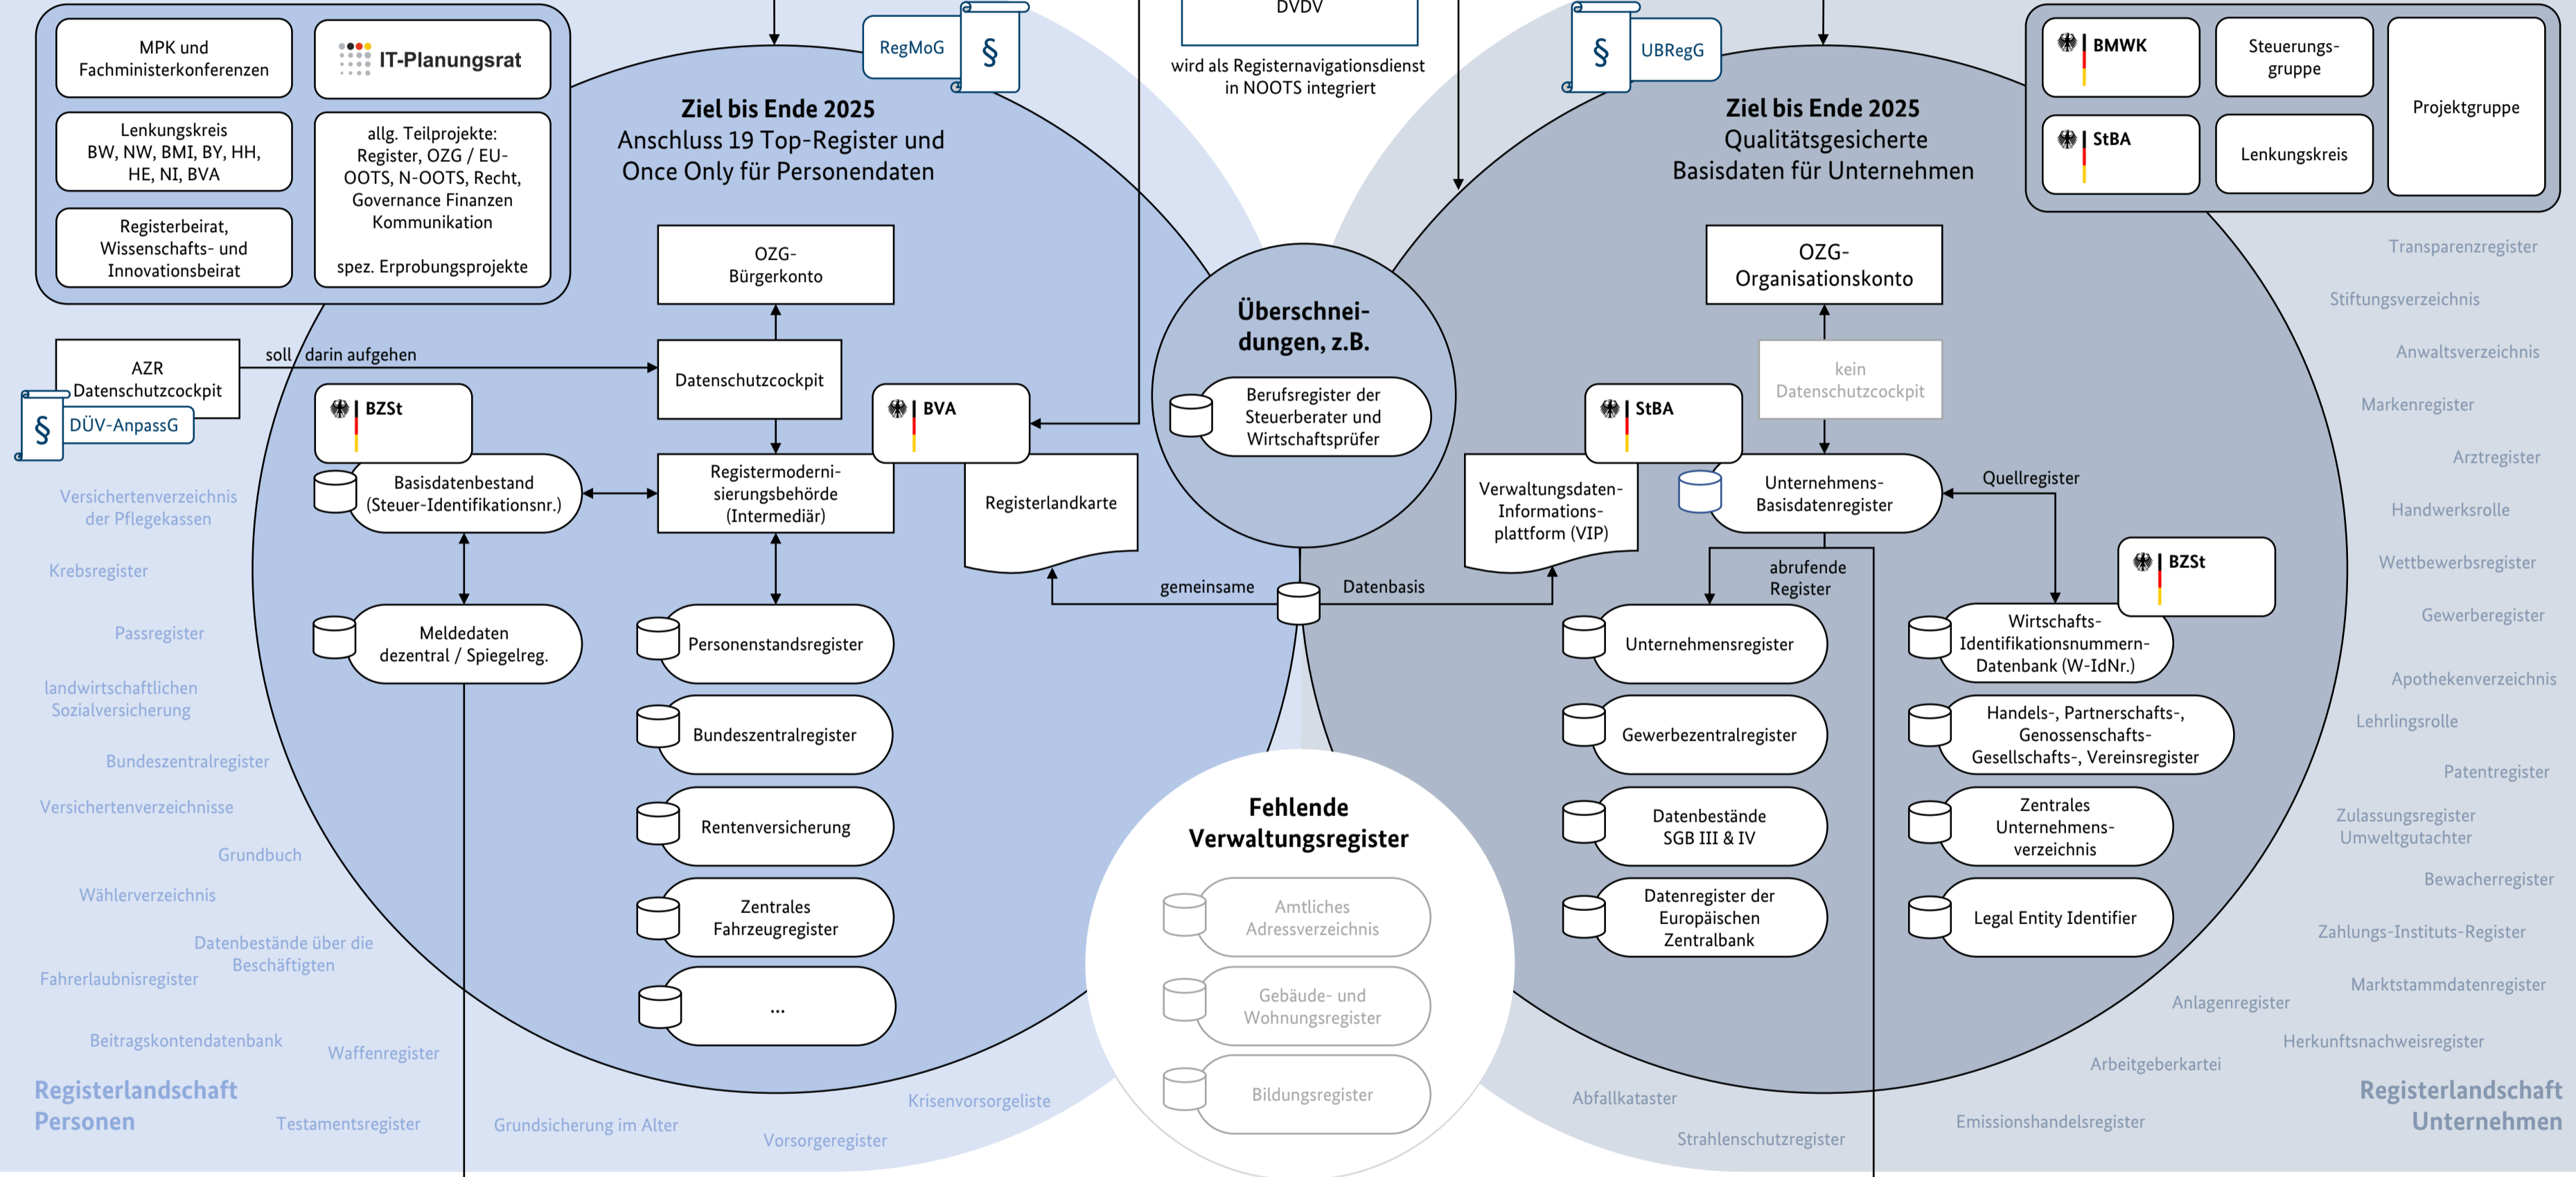 DVDV
wird als Registernavigationsdienst
in NOOTS integriert
MPK und
Fachministerkonferenzen
IT-Planungsrat
Lenkungskreis
BW, NW, BMI, BY, HH,
HE, NI, BVA
allg. Teilprojekte:
Register, OZG / EU-
OOTS, N-OOTS, Recht,
Governance Finanzen
Kommunikation
spez. Erprobungsprojekte
Registerbeirat,
Wissenschafts- und
Innovationsbeirat
RegMoG
§
Ziel bis Ende 2025
Anschluss 19 Top-Register und
Once Only für Personendaten
OZG-
Bürgerkonto
AZR
Datenschutzcockpit
soll darin aufgehen
§
DÜV-AnpassG
Datenschutzcockpit
BZSt
Basisdatenbestand
(Steuer-Identifikationsnr.)
Registermoderni-
sierungsbehörde
(Intermediär)
BVA
Registerlandkarte
Meldedaten
dezentral / Spiegelreg.
Personenstandsregister
Bundeszentralregister
Rentenversicherung
Zentrales
Fahrzeugregister
...
Versichertenverzeichnis
der Pflegekassen
Krebsregister
Passregister
landwirtschaftlichen
Sozialversicherung
Bundeszentralregister
Versichertenverzeichnisse
Grundbuch
Wählerverzeichnis
Datenbestände über die
Beschäftigten
Fahrerlaubnisregister
Beitragskontendatenbank
Waffenregister
Registerlandschaft
Personen
Testamentsregister
Grundsicherung im Alter
Vorsorgeregister
Krisenvorsorgeliste
Überschnei-
dungen, z.B.
Berufsregister der
Steuerberater und
Wirtschaftsprüfer
gemeinsame Datenbasis
Fehlende
Verwaltungsregister
Amtliches
Adressverzeichnis
Gebäude- und
Wohnungsregister
Bildungsregister
§
UBRegG
Ziel bis Ende 2025
Qualitätsgesicherte
Basisdaten für Unternehmen
BMWK
Steuerungs-
gruppe
Projektgruppe
StBA
Lenkungskreis
OZG-
Organisationskonto
kein
Datenschutzcockpit
StBA
Verwaltungsdaten-
Informations-
plattform (VIP)
Unternehmens-
Basisdatenregister
Quellregister
BZSt
abrufende
Register
Unternehmensregister
Gewerbezentralregister
Datenbestände
SGB III & IV
Datenregister der
Europäischen
Zentralbank
Wirtschafts-
Identifikationsnummern-
Datenbank (W-IdNr.)
Handels-, Partnerschafts-,
Genossenschafts-
Gesellschafts-, Vereinsregister
Zentrales
Unternehmens-
verzeichnis
Legal Entity Identifier
Transparenzregister
Stiftungsverzeichnis
Anwaltsverzeichnis
Markenregister
Arztregister
Handwerksrolle
Wettbewerbsregister
Gewerberegister
Apothekenverzeichnis
Lehrlingsrolle
Patentregister
Zulassungsregister
Umweltgutachter
Bewacherregister
Zahlungs-Instituts-Register
Marktstammdatenregister
Anlagenregister
Herkunftsnachweisregister
Arbeitgeberkartei
Abfallkataster
Emissionshandelsregister
Strahlenschutzregister
Registerlandschaft
Unternehmen